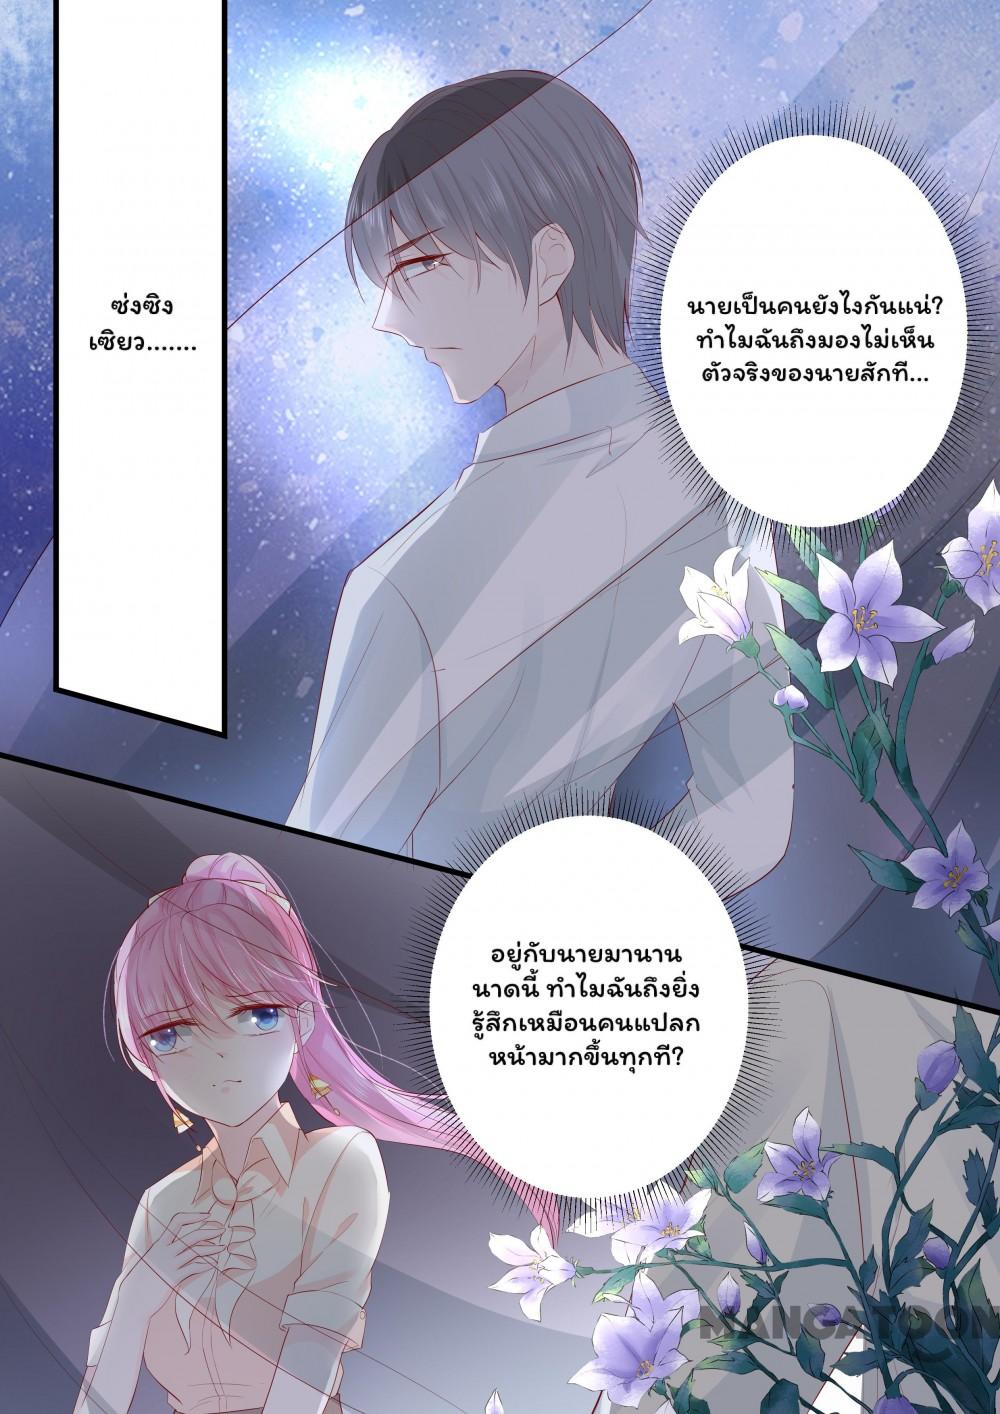 ซ่งซิง
เซียว.......
นายเป็นคนยังไงกันแน่?
ทำไมฉันถึงมองไม่เห็น
ตัวจริงของนายสักที...
อยู่กับนายมานาน
นาดนี้ ทำไมฉันถึงยิ่ง
รู้สึกเหมือนคนแปลก
หน้ามากขึ้นทุกที?
MANGATOON